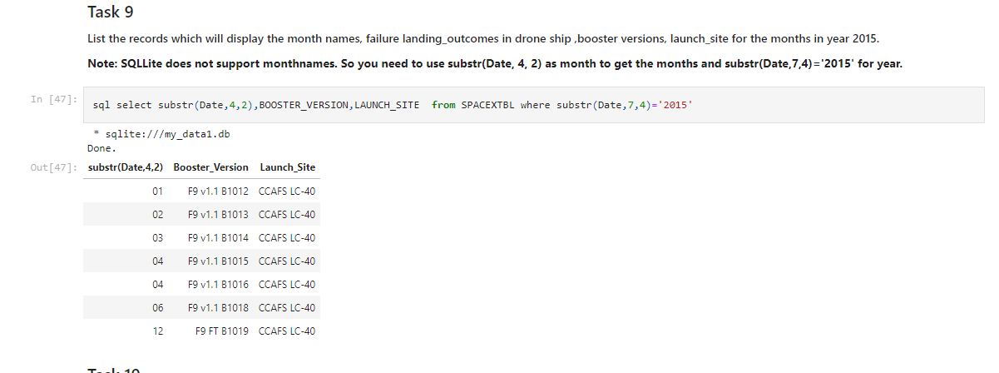 Task 9
List the records which will display the month names, failure landing_outcomes in drone ship ,booster versions, launch_site for the months in year 2015.
Note: SQLLite does not support monthnames. So you need to use substr(Date, 4, 2) as month to get the months and substr(Date,7,4)='2015' for year.
In [47]: sql select substr(Date,4,2),BOOSTER_VERSION,LAUNCH_SITE  from SPACEXTBL where substr(Date,7,4)='2015'
* sqlite:///my_data1.db
Done.
Out[47]: substr(Date,4,2) Booster_Version Launch_Site
01 F9 v1.1 B1012 CCAFS LC-40
02 F9 v1.1 B1013 CCAFS LC-40
03 F9 v1.1 B1014 CCAFS LC-40
04 F9 v1.1 B1015 CCAFS LC-40
04 F9 v1.1 B1016 CCAFS LC-40
06 F9 v1.1 B1018 CCAFS LC-40
12 F9 FT B1019 CCAFS LC-40
Task 10